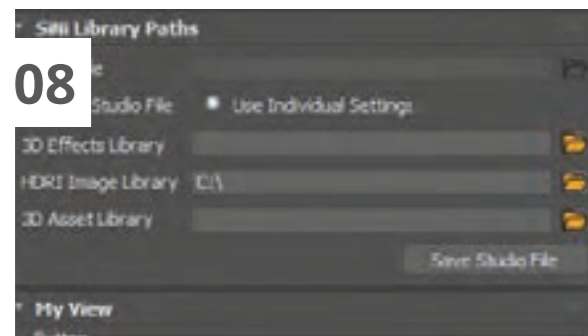 SiNi Library Paths
08
Studio File Use Individual Settings
3D Effects Library
HDRI Image Library C:\
3D Asset Library
Save Studio File
My View